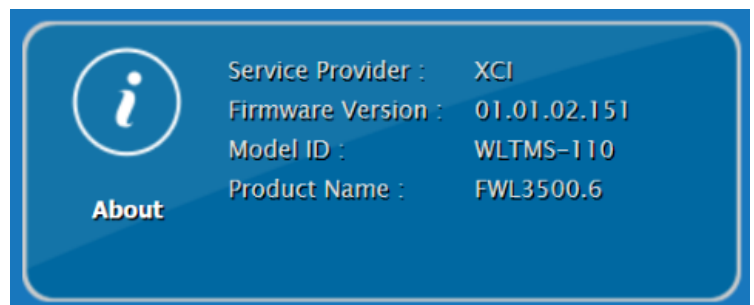 Service Provider : XCI
Firmware Version : 01.01.02.151
Model ID : WLTMS-110
Product Name : FWL3500.6
About